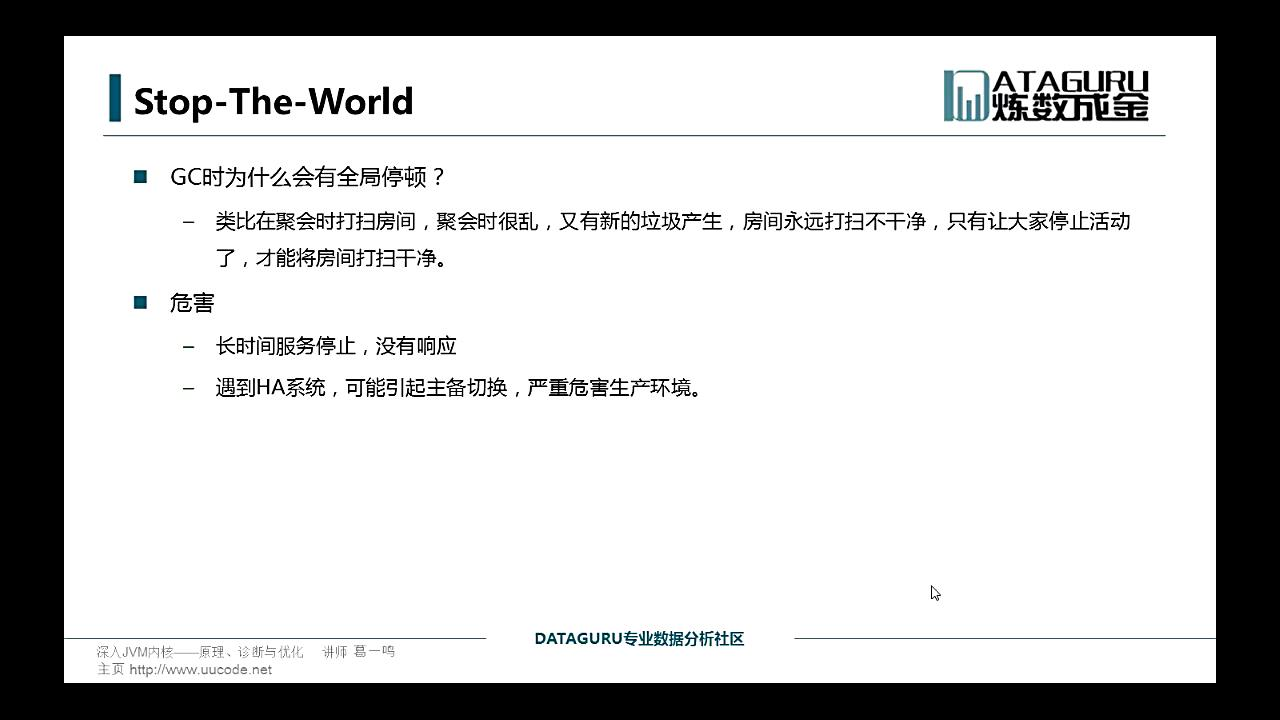 Stop-The-World
DATAGURU
炼数成金
GC时为什么会有全局停顿？
– 类比在聚会时打扫房间，聚会时很乱，又有新的垃圾产生，房间永远打扫不干净，只有让大家停止活动
了，才能将房间打扫干净。
危害
– 长时间服务停止，没有响应
– 遇到HA系统，可能引起主备切换，严重危害生产环境。
DATAGURU专业数据分析社区
深入JVM内核——原理、诊断与优化 讲师 葛一鸣
主页 http://www.uucode.net